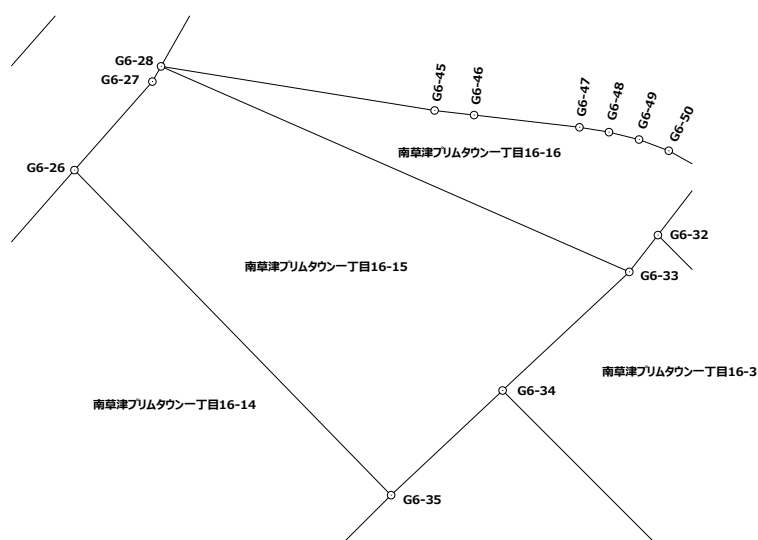 G6-28
G6-27
G6-45
G6-46
G6-47
G6-48
G6-49
G6-50
南草津プリムタウン一丁目16-16
G6-26
G6-32
南草津プリムタウン一丁目16-15
G6-33
南草津プリムタウン一丁目16-3
G6-34
南草津プリムタウン一丁目16-14
G6-35